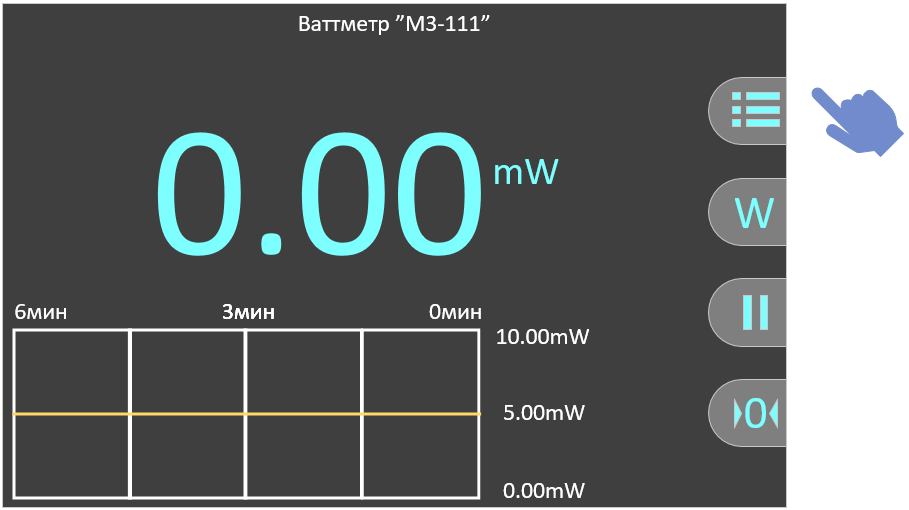 Ваттметр ”М3-111”
0.00 mW
W
6мин 3мин 0мин
10.00mW
5.00mW
0.00mW
0